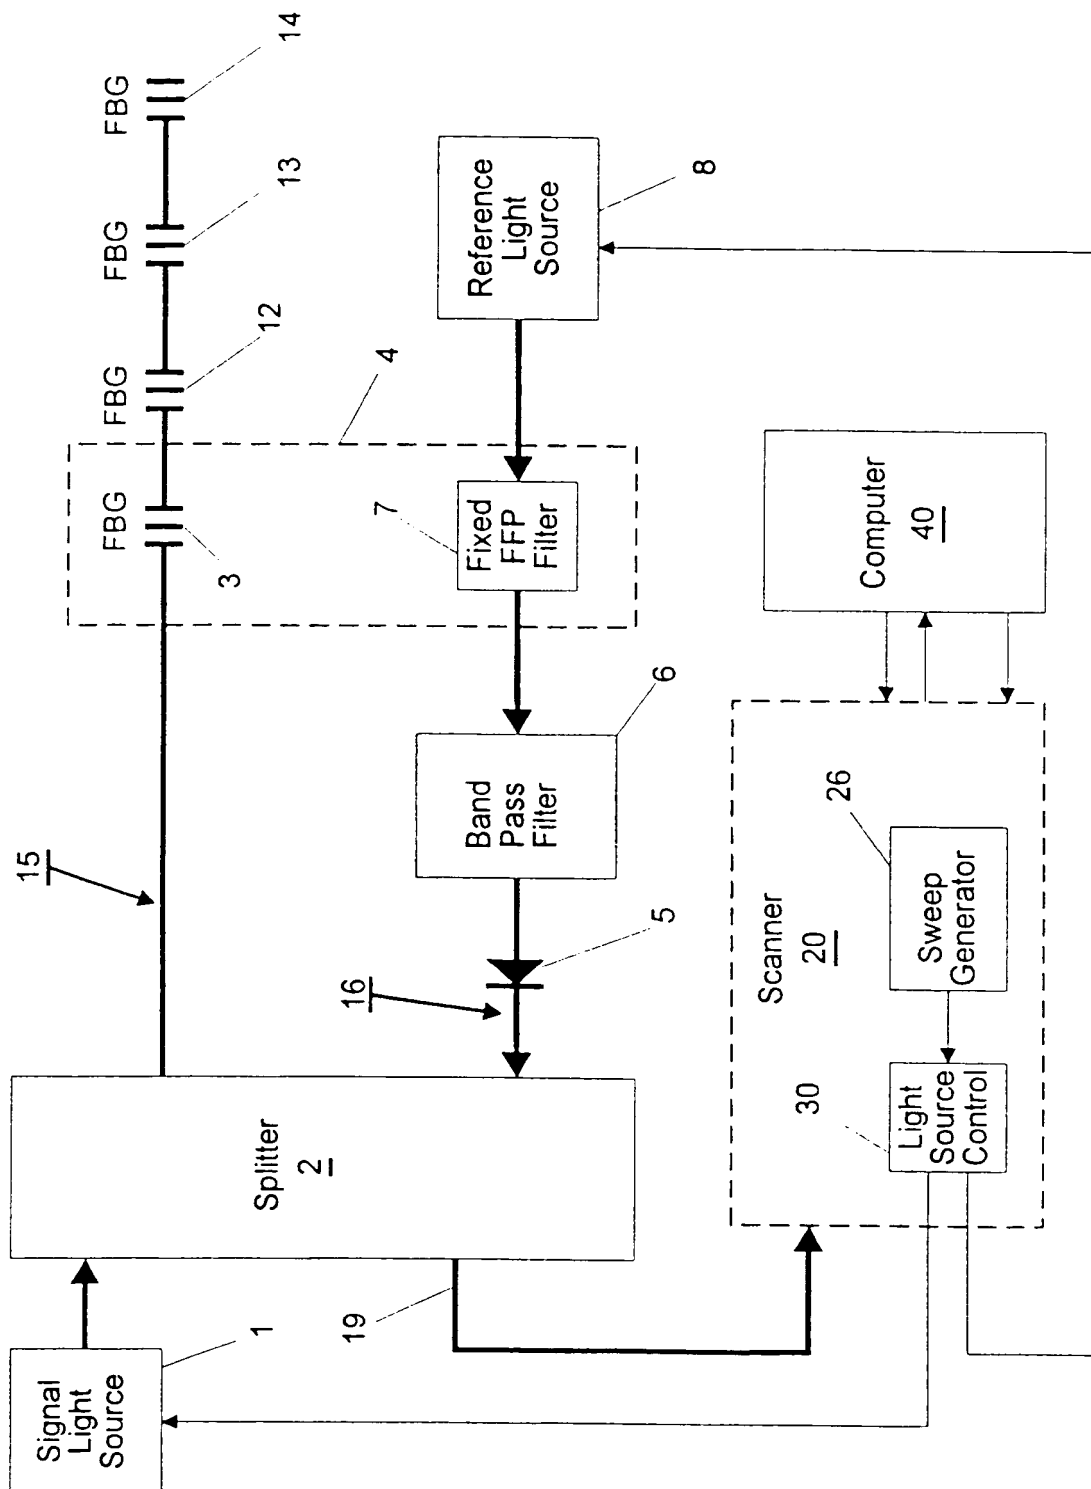 Signal
Light
Source
1
Splitter
2
15
FBG
3
FBG
12
FBG
13
FBG
14
4
16
5
Band
Pass
Filter
6
Fixed
FFP
Filter
7
Reference
Light
Source
8
19
Scanner
20
Light
Source
Control
30
Sweep
Generator
26
Computer
40